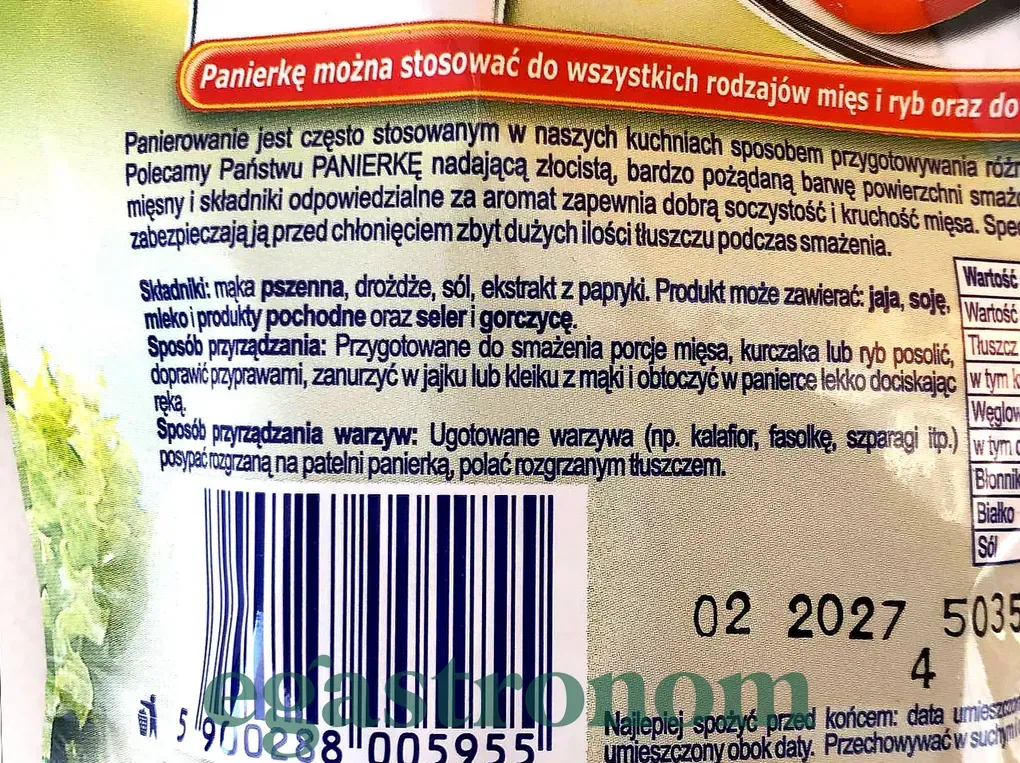 Panierkę można stosować do wszystkich rodzajów mięs i ryb oraz do
Panierowanie jest często stosowanym w naszych kuchniach sposobem przygotowywania
Polecamy Państwu PANIERKĘ nadającą złocistą, bardzo pożądaną barwę powierzchni
mięsny i składniki odpowiedzialne za aromat zapewnia dobrą soczystość i kruchość mięsa.
zabezpieczają ją przed chłonięciem zbyt dużych ilości tłuszczu podczas smażenia.
Składniki: mąka pszenna, drożdże, sól, ekstrakt z papryki. Produkt może zawierać: jaja, soję,
mleko i produkty pochodne oraz seler i gorczycę.
Sposób przyrządzania: Przygotowane do smażenia porcje mięsa, kurczaka lub ryb posolić,
doprawić przyprawami, zanurzyć w jajku lub kleiku z mąki i obtoczyć w panierce lekko dociskając
ręką.
Sposób przyrządzania warzyw: Ugotowane warzywa (np. kalafior, fasolkę, szparagi itp.)
posypać rozgrzaną na patelni panierką, polać rozgrzanym tłuszczem.
Wartość
Wartość
Tłuszcz
w tym k
Węglow
w tym c
Błonnik
Białko
Sól
02 2027 5035
4
egastronom
5 900288 005955
Najlepiej spożyć przed końcem: data
umieszczony obok daty. Przechowywać w